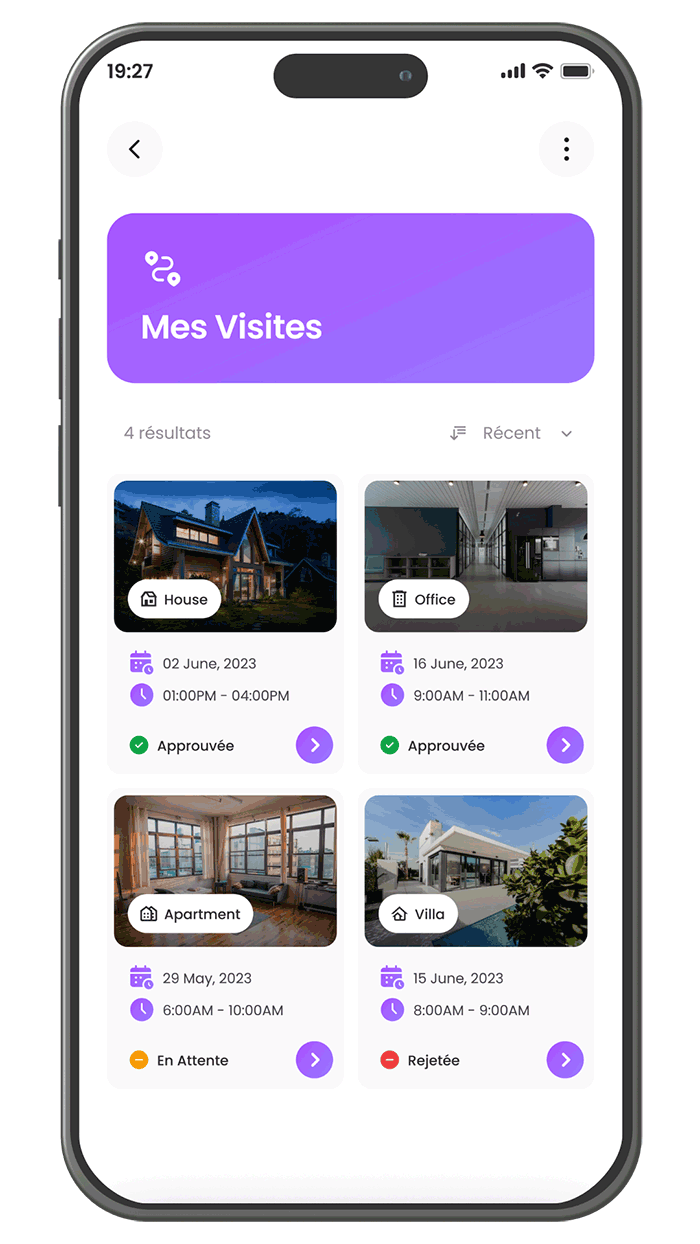 19:27
Mes Visites
4 résultats
Récent
House
02 June, 2023
01:00PM - 04:00PM
Approuvée
Office
16 June, 2023
9:00AM - 11:00AM
Approuvée
Apartment
29 May, 2023
6:00AM - 10:00AM
En Attente
Villa
15 June, 2023
8:00AM - 9:00AM
Rejetée